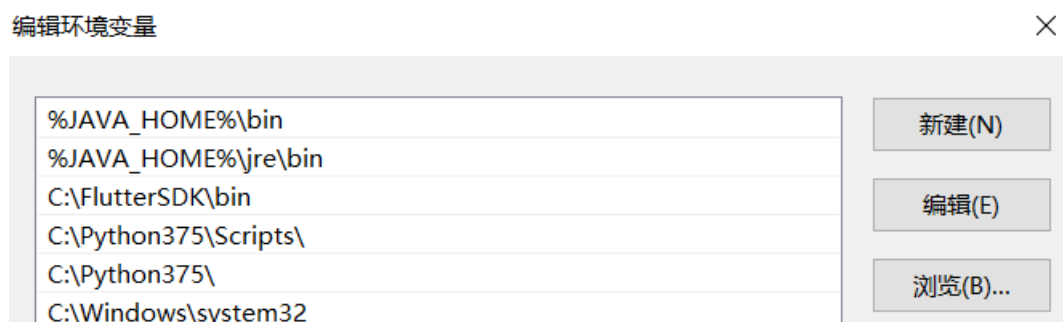 编辑环境变量
%JAVA_HOME%\bin
新建(N)
%JAVA_HOME%\jre\bin
C:\FlutterSDK\bin
编辑(E)
C:\Python375\Scripts\
C:\Python375\
浏览(B)...
C:\Windows\system32